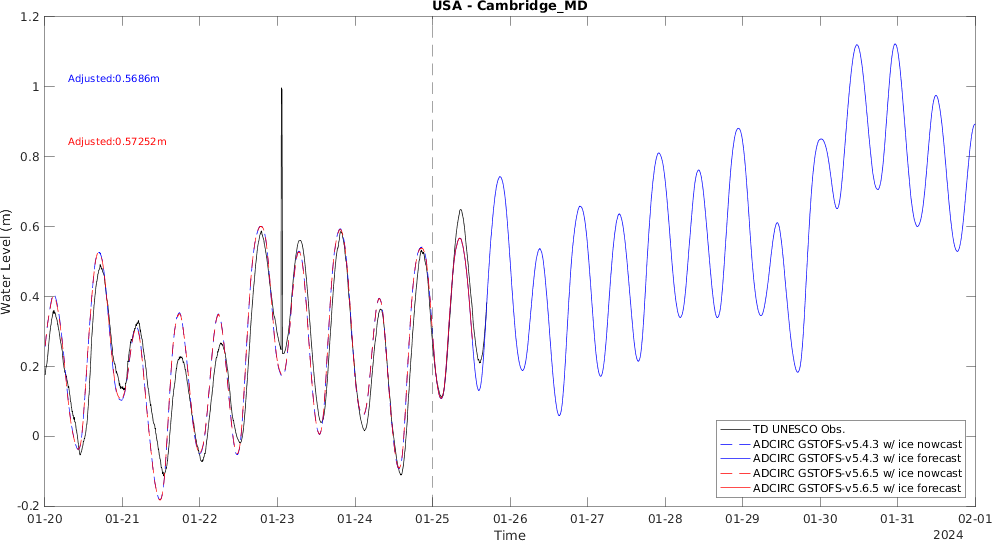 USA - Cambridge_MD
1.2
1
0.8
0.6
0.4
0.2
0
-0.2
Water Level (m)
Adjusted:0.5686m
Adjusted:0.57252m
TD UNESCO Obs.
ADCIRC GSTOFS-v5.4.3 w/ ice nowcast
ADCIRC GSTOFS-v5.4.3 w/ ice forecast
ADCIRC GSTOFS-v5.6.5 w/ ice nowcast
ADCIRC GSTOFS-v5.6.5 w/ ice forecast
01-20 01-21 01-22 01-23 01-24 01-25 01-26 01-27 01-28 01-29 01-30 01-31 02-01
Time
2024